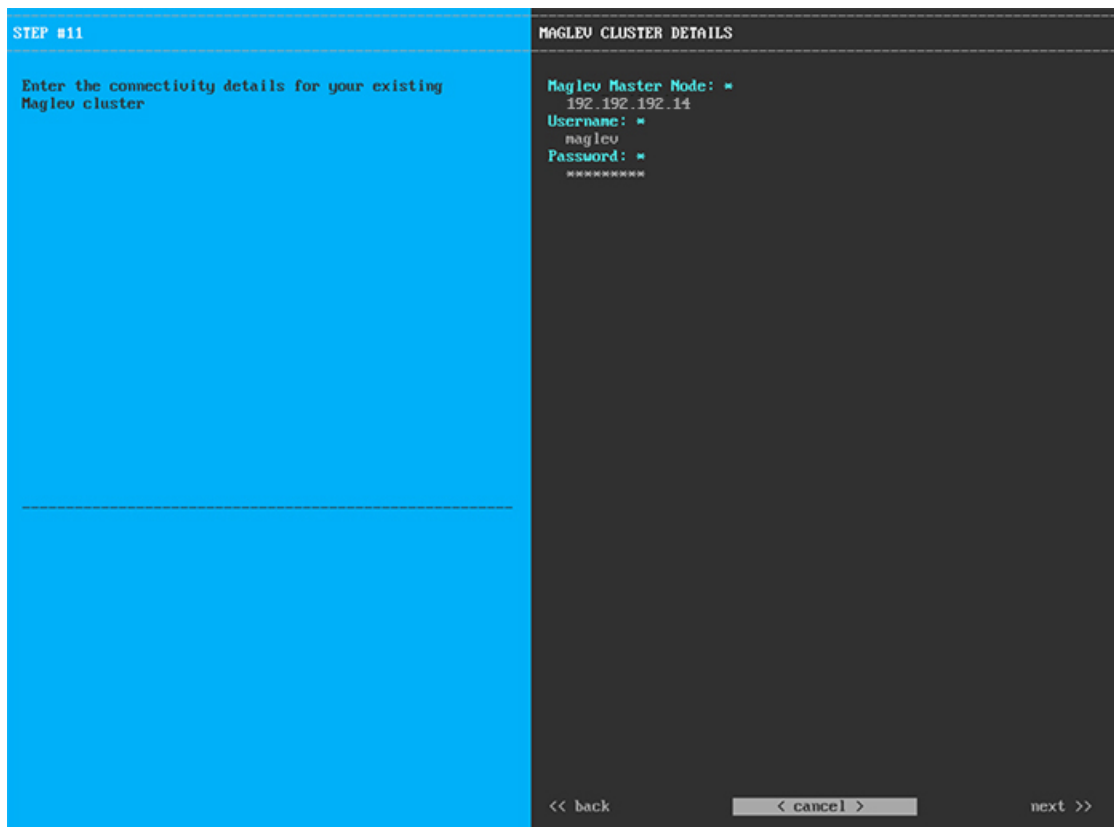 STEP #11
Enter the connectivity details for your existing
Maglev cluster
MAGLEV CLUSTER DETAILS
Maglev Master Node: *
192.192.192.14
Username: *
maglev
Password: *
*********
<< back
< cancel >
next >>